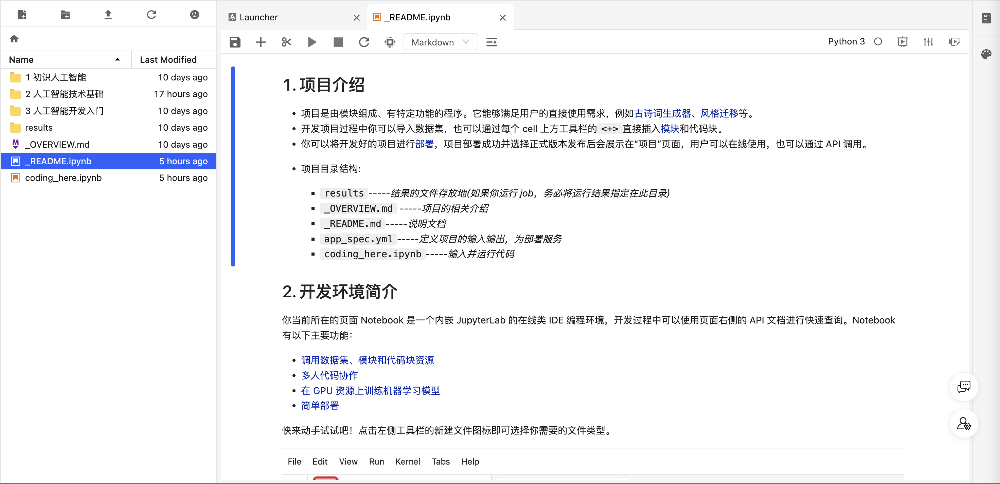 Launcher
_README.ipynb
Markdown
Python 3
API
Name
Last Modified
1 初识人工智能 10 days ago
2 人工智能技术基础 17 hours ago
3 人工智能开发入门 10 days ago
results 10 days ago
M _OVERVIEW.md 10 days ago
_README.ipynb 5 hours ago
coding_here.ipynb 5 hours ago
1. 项目介绍
• 项目是由模块组成、有特定功能的程序。它能够满足用户的直接使用需求，例如古诗词生成器、风格迁移等。
• 开发项目过程中你可以导入数据集，也可以通过每个 cell 上方工具栏的 <+> 直接插入模块和代码块。
• 你可以将开发好的项目进行部署，项目部署成功并选择正式版本发布后会展示在“项目”页面，用户可以在线使用，也可以通过 API 调用。
• 项目目录结构:
▪ results -----结果的文件存放地(如果你运行 job，务必将运行结果指定在此目录)
▪ _OVERVIEW.md -----项目的相关介绍
▪ _README.md -----说明文档
▪ app_spec.yml -----定义项目的输入输出，为部署服务
▪ coding_here.ipynb -----输入并运行代码
2. 开发环境简介
你当前所在的页面 Notebook 是一个内嵌 JupyterLab 的在线类 IDE 编程环境，开发过程中可以使用页面右侧的 API 文档进行快速查询。Notebook
有以下主要功能：
• 调用数据集、模块和代码块资源
• 多人代码协作
• 在 GPU 资源上训练机器学习模型
• 简单部署
快来动手试试吧！点击左侧工具栏的新建文件图标即可选择你需要的文件类型。
File Edit View Run Kernel Tabs Help